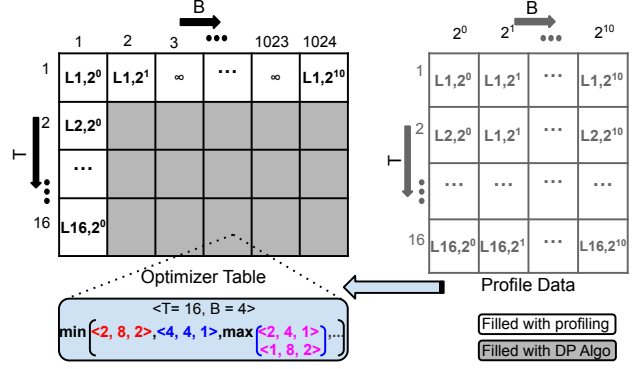 B
1 2 3 ••• 1023 1024
T
1 L1,2⁰ L1,2¹ ∞ ... ∞ L1,2¹⁰
2 L2,2⁰
...
16 L16,2⁰
Optimizer Table
B
2⁰ 2¹ ••• 2¹⁰
T
1 L1,2⁰ L1,2¹ ... L1,2¹⁰
2 L2,2⁰ L1,2¹ ... L2,2¹⁰
... ... ... ...
16 L16,2⁰ L16,2¹ ... L16,2¹⁰
Profile Data
<T= 16, B = 4>
min(<2, 8, 2>,<4, 4, 1>,max(<2, 4, 1>
<1, 8, 2>),...)
Filled with profiling
Filled with DP Algo